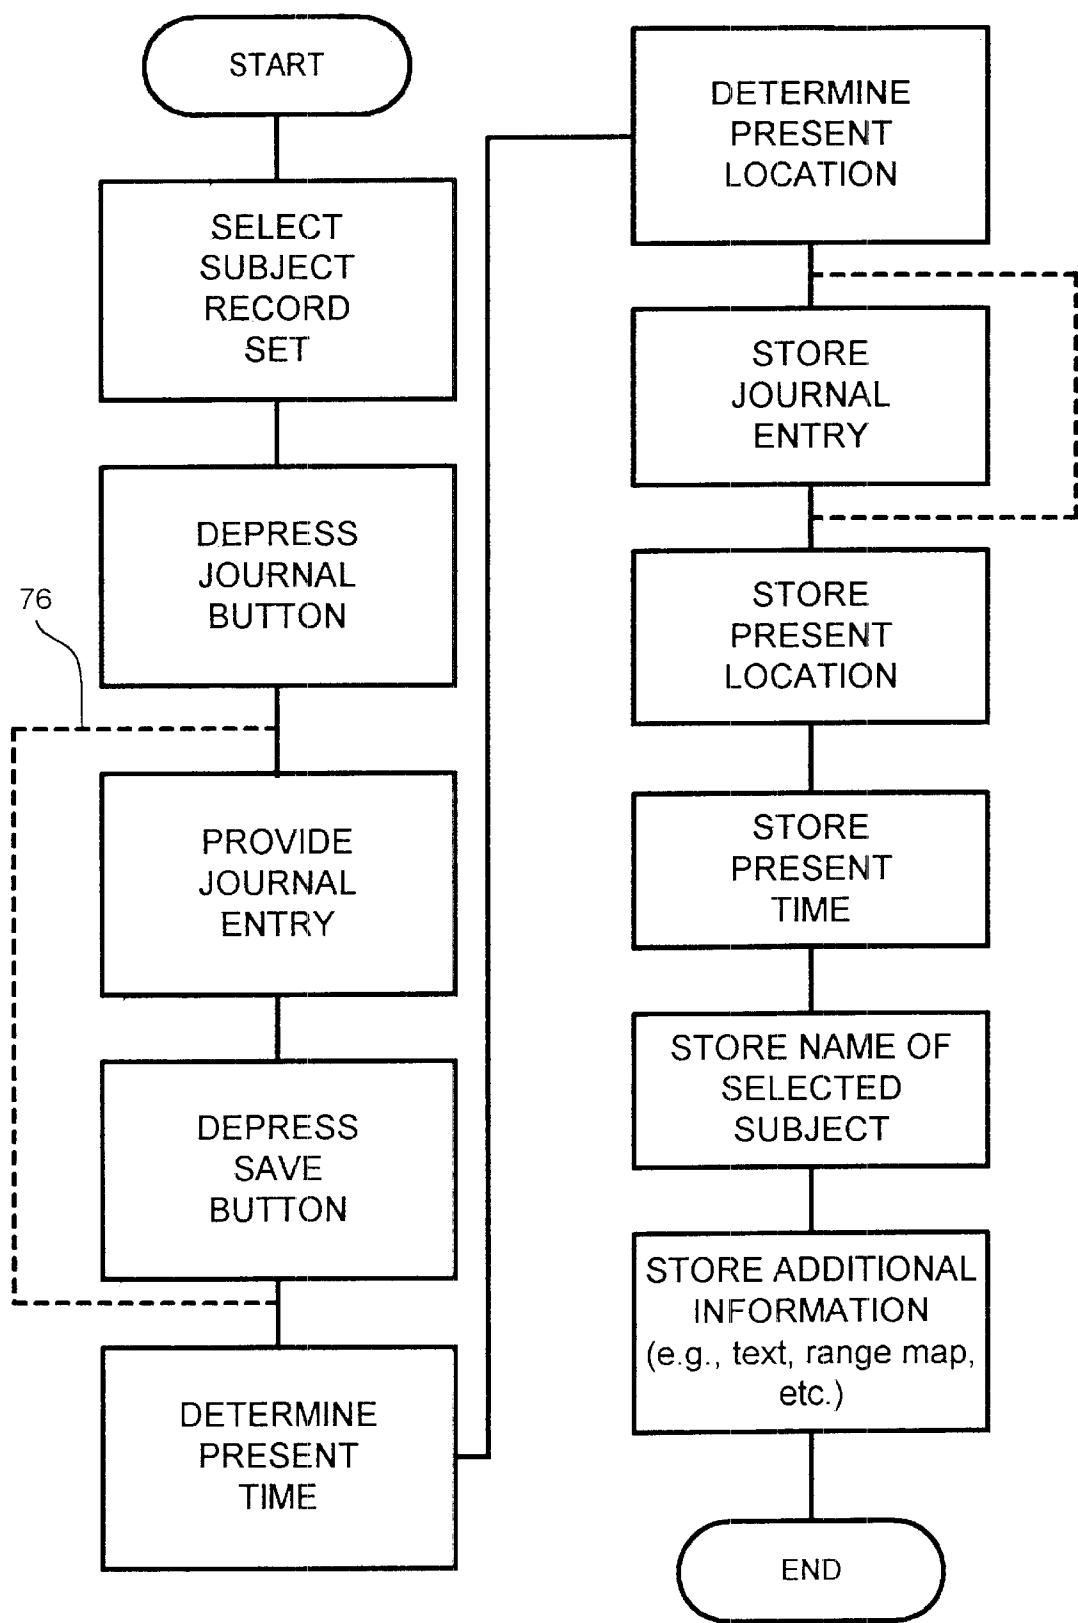 START
SELECT
SUBJECT
RECORD
SET
DEPRESS
JOURNAL
BUTTON
76
PROVIDE
JOURNAL
ENTRY
DEPRESS
SAVE
BUTTON
DETERMINE
PRESENT
TIME
DETERMINE
PRESENT
LOCATION
STORE
JOURNAL
ENTRY
STORE
PRESENT
LOCATION
STORE
PRESENT
TIME
STORE NAME OF
SELECTED
SUBJECT
STORE ADDITIONAL
INFORMATION
(e.g., text, range map,
etc.)
END